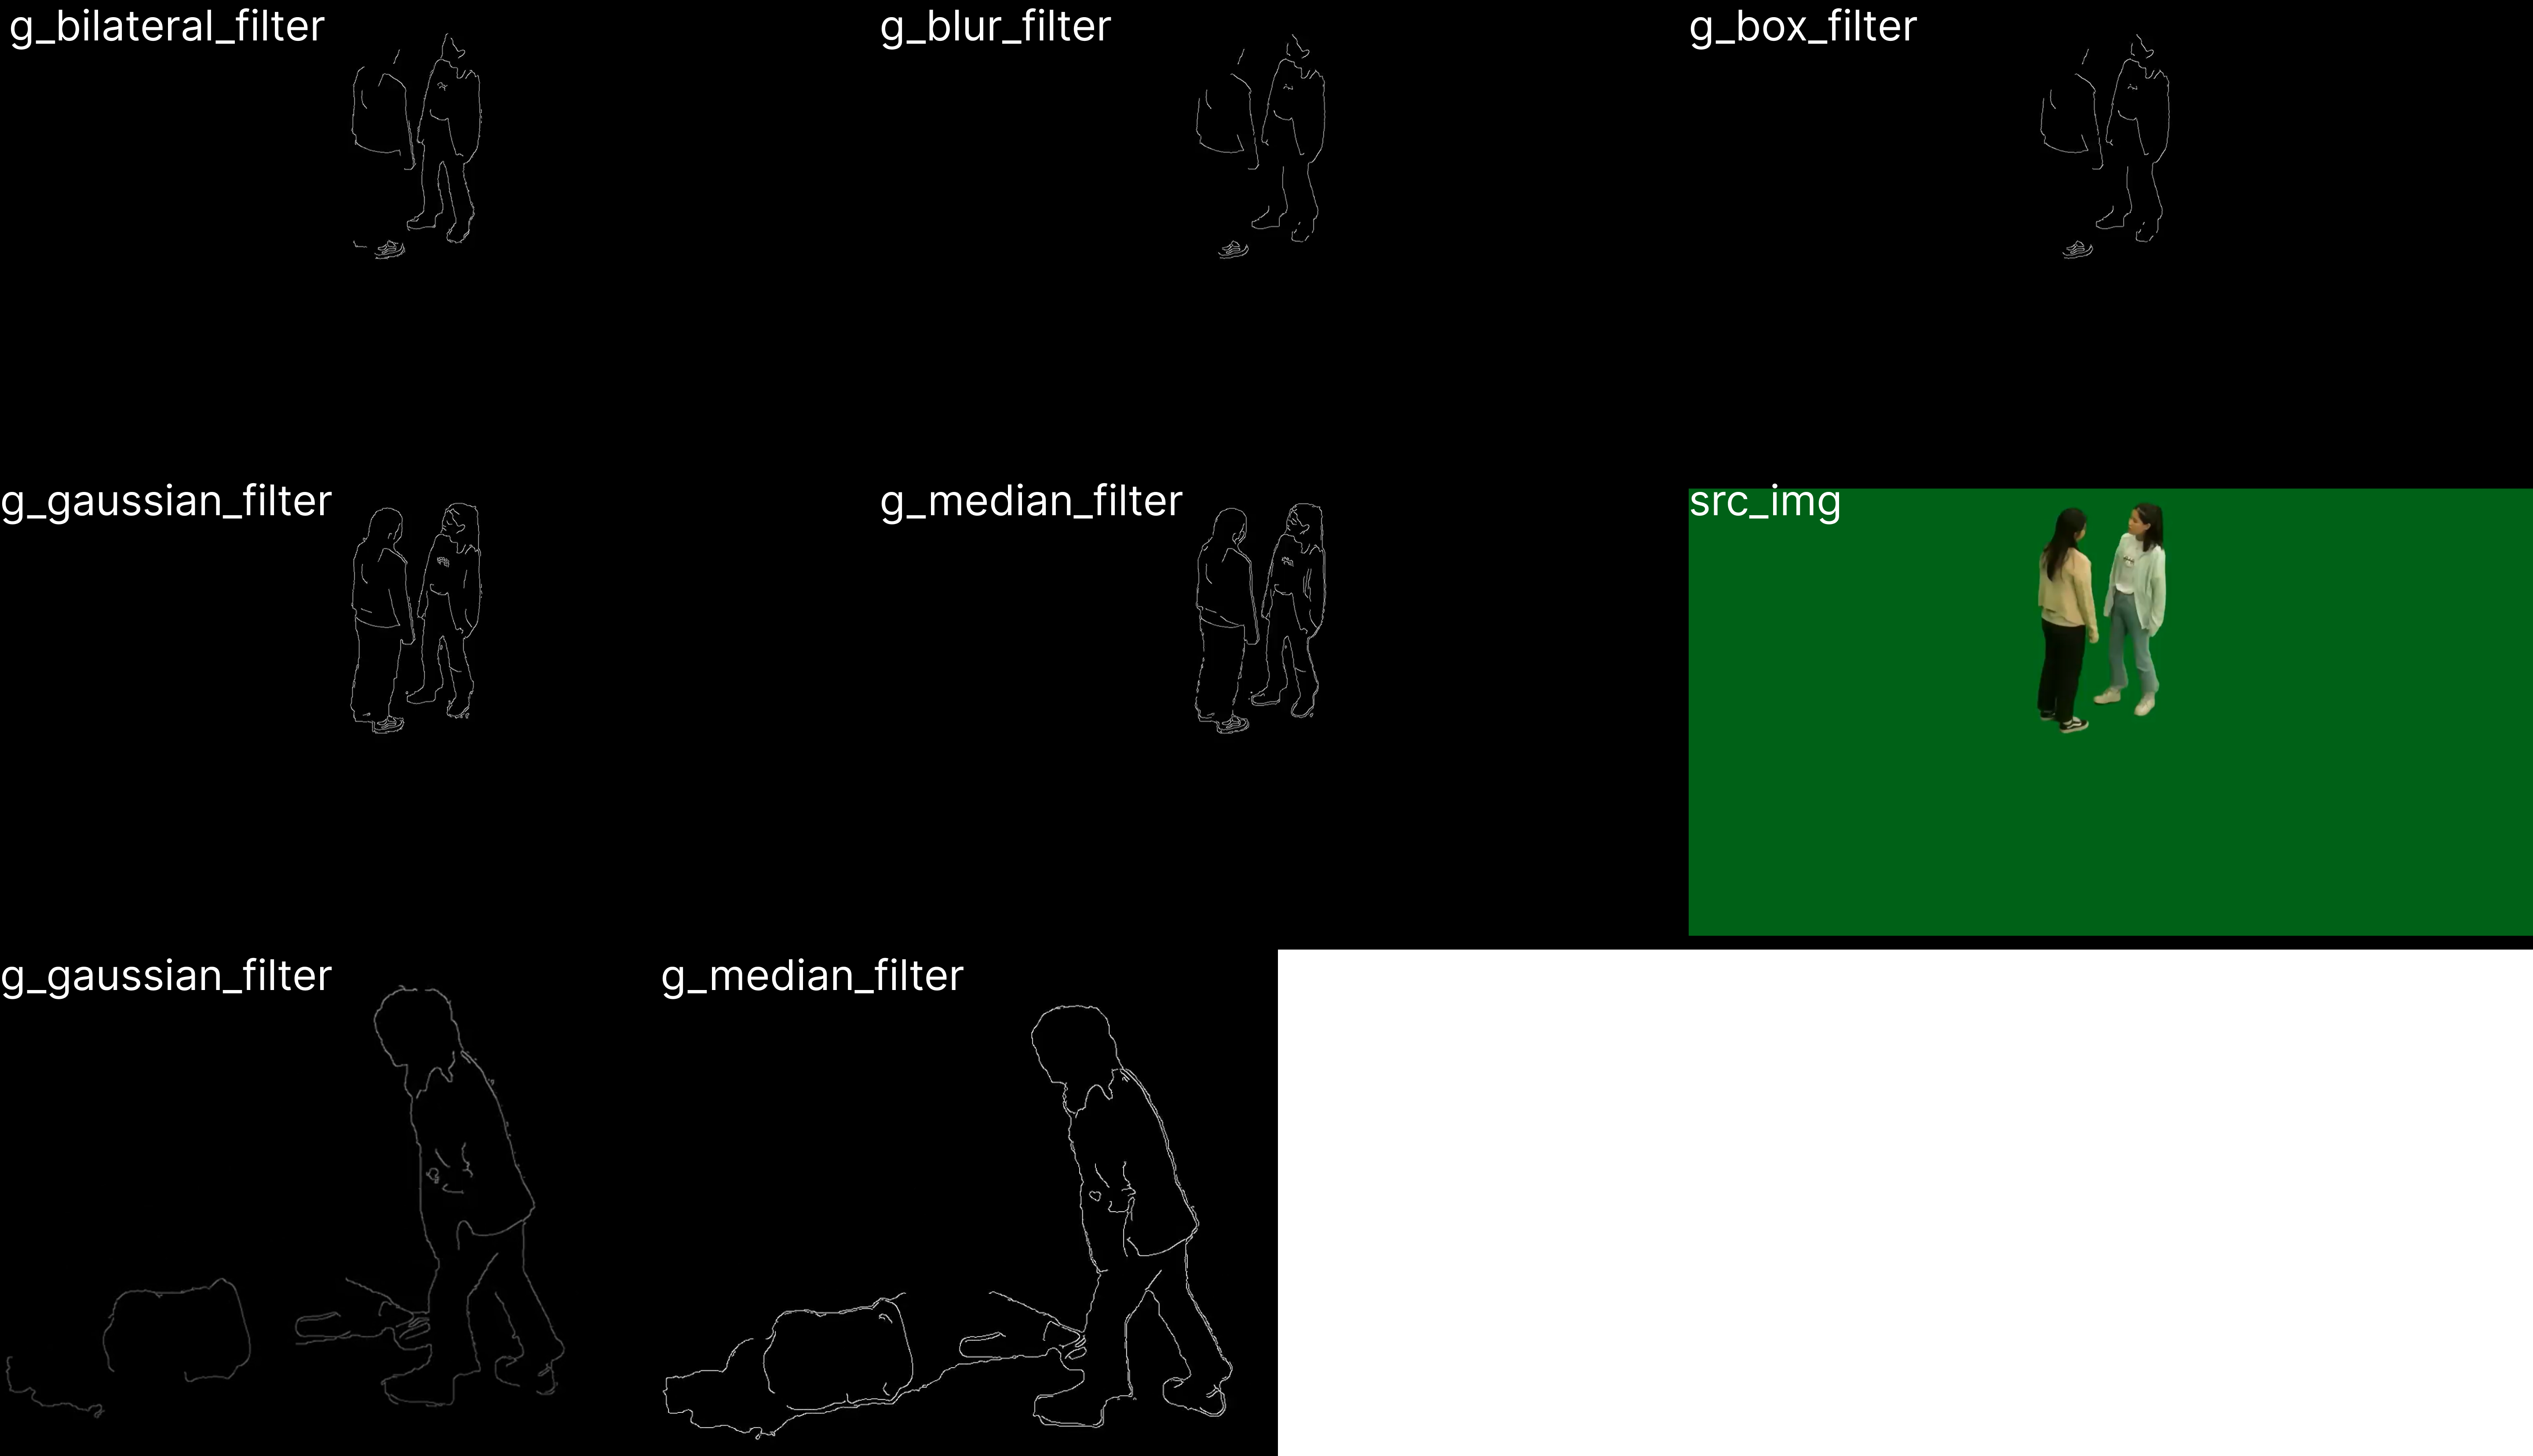 g_bilateral_filter
g_blur_filter
g_box_filter
g_gaussian_filter
g_median_filter
src_img
g_gaussian_filter
g_median_filter